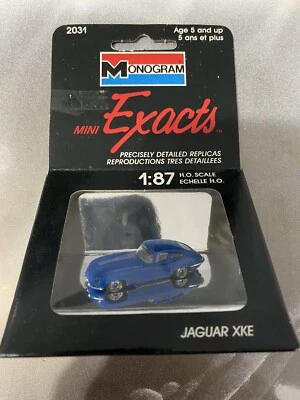 2031
Age 5 and up
5 ans et plus
MONOGRAM
MINI Exacts
PRECISELY DETAILED REPLICAS
REPRODUCTIONS TRES DETAILLEES
1:87 H.O. SCALE
ECHELLE H.O.
JAGUAR XKE